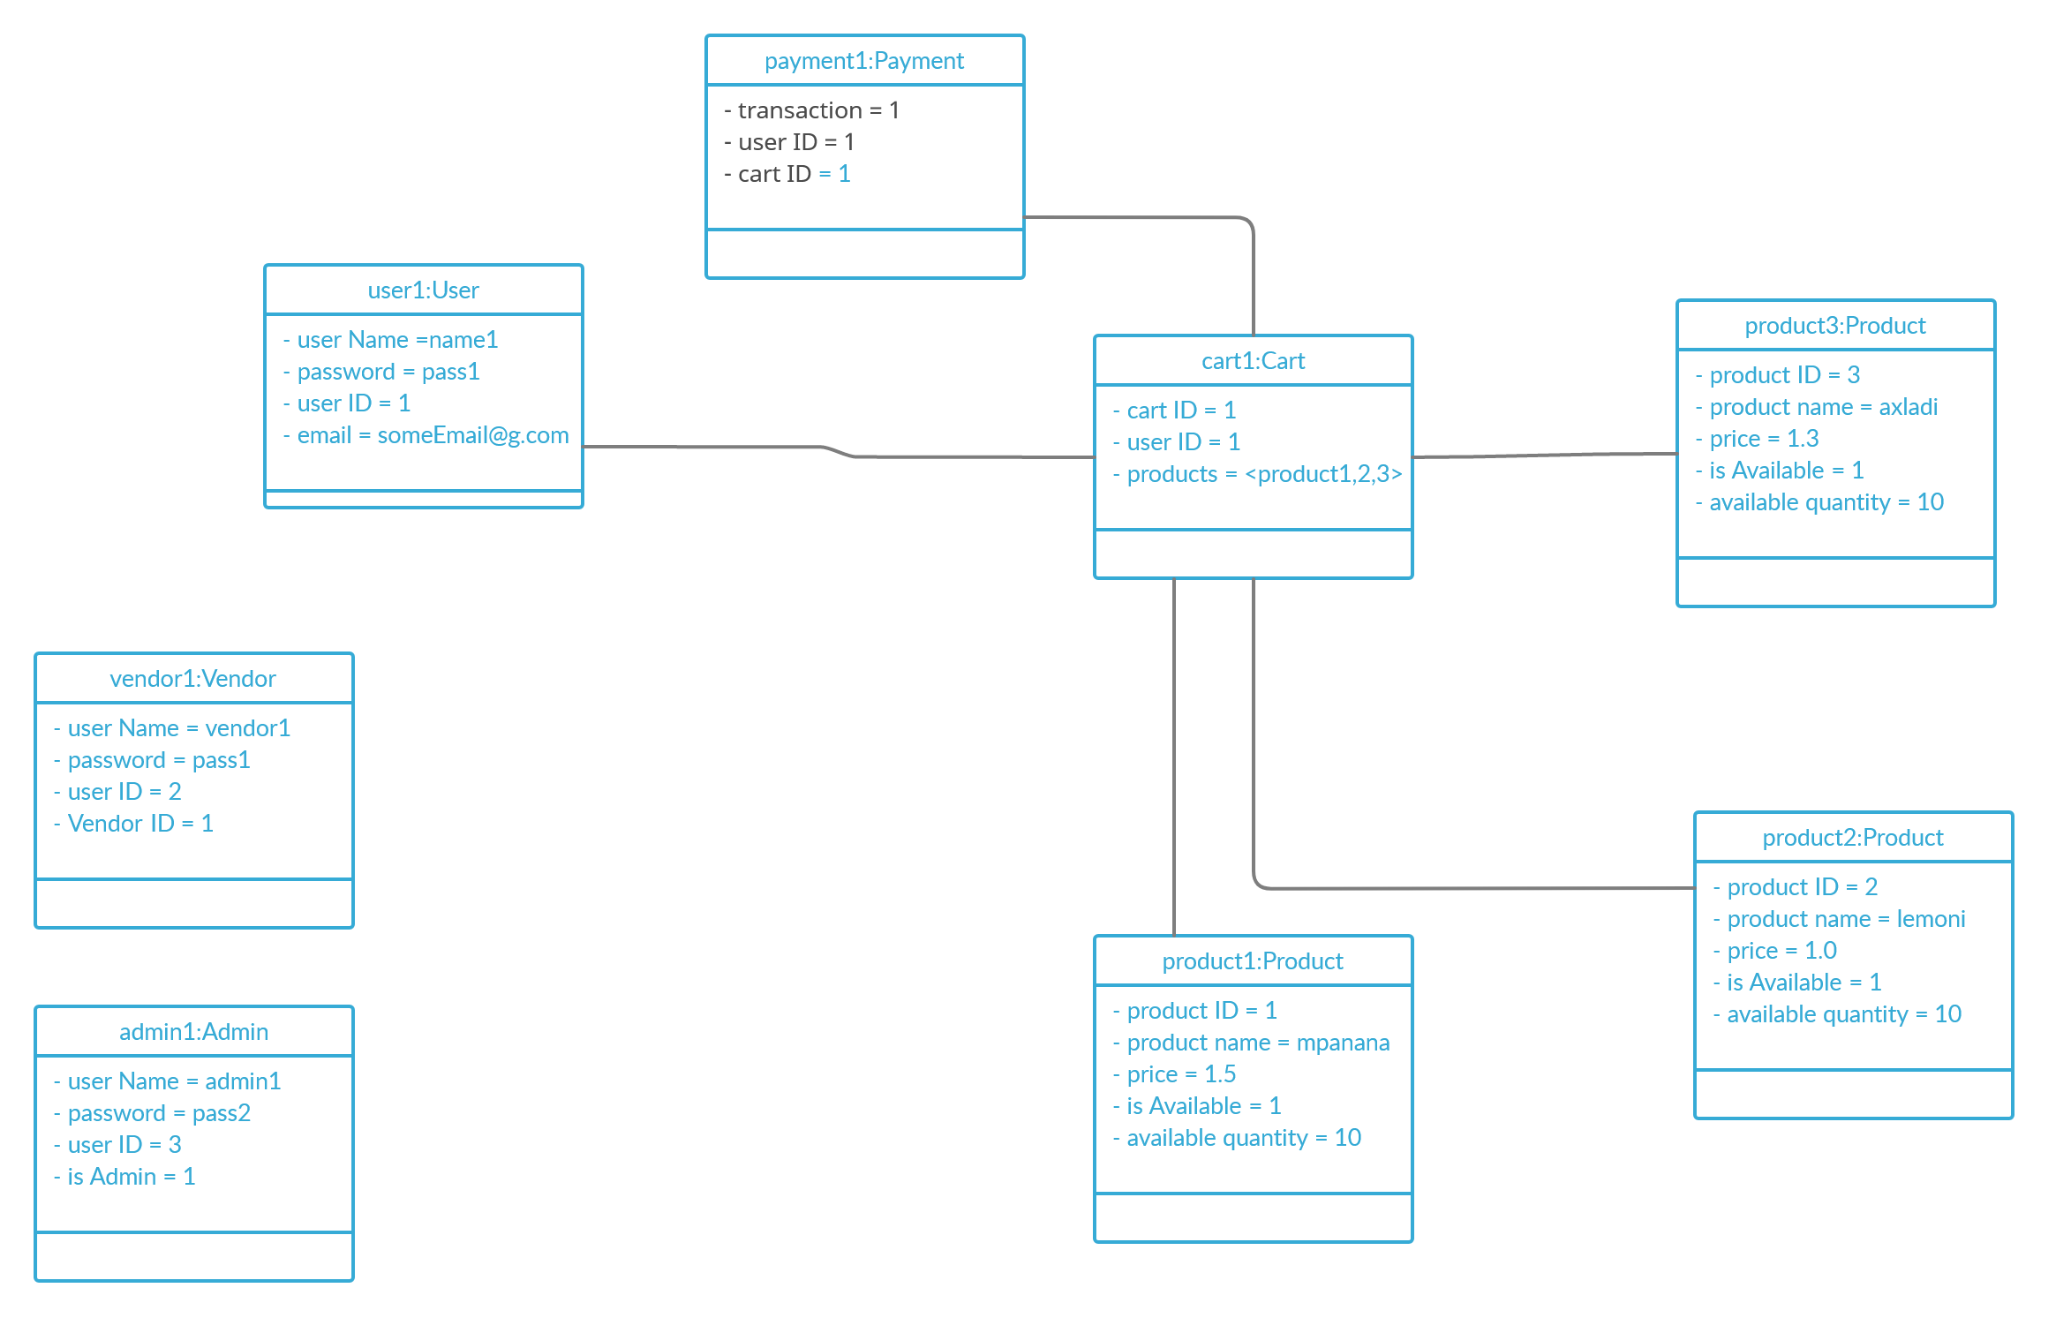 payment1:Payment
- transaction = 1
- user ID = 1
- cart ID = 1
user1:User
- user Name =name1
- password = pass1
- user ID = 1
- email = someEmail@g.com
cart1:Cart
- cart ID = 1
- user ID = 1
- products = <product1,2,3>
product3:Product
- product ID = 3
- product name = axladi
- price = 1.3
- is Available = 1
- available quantity = 10
vendor1:Vendor
- user Name = vendor1
- password = pass1
- user ID = 2
- Vendor ID = 1
product2:Product
- product ID = 2
- product name = lemoni
- price = 1.0
- is Available = 1
- available quantity = 10
product1:Product
- product ID = 1
- product name = mpanana
- price = 1.5
- is Available = 1
- available quantity = 10
admin1:Admin
- user Name = admin1
- password = pass2
- user ID = 3
- is Admin = 1